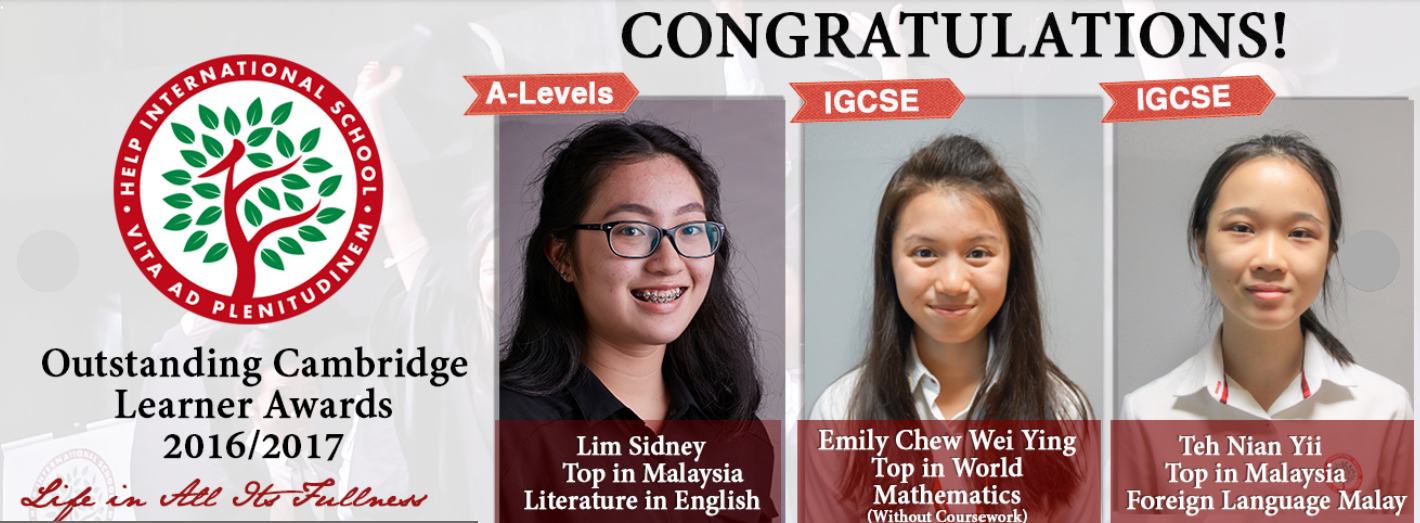 CONGRATULATIONS!
HELP INTERNATIONAL SCHOOL
• VITA AD PLENITUDINEM •
Outstanding Cambridge
Learner Awards
2016/2017
Life in All Its Fullness
A-Levels
Lim Sidney
Top in Malaysia
Literature in English
IGCSE
Emily Chew Wei Ying
Top in World
Mathematics
(Without Coursework)
IGCSE
Teh Nian Yii
Top in Malaysia
Foreign Language Malay